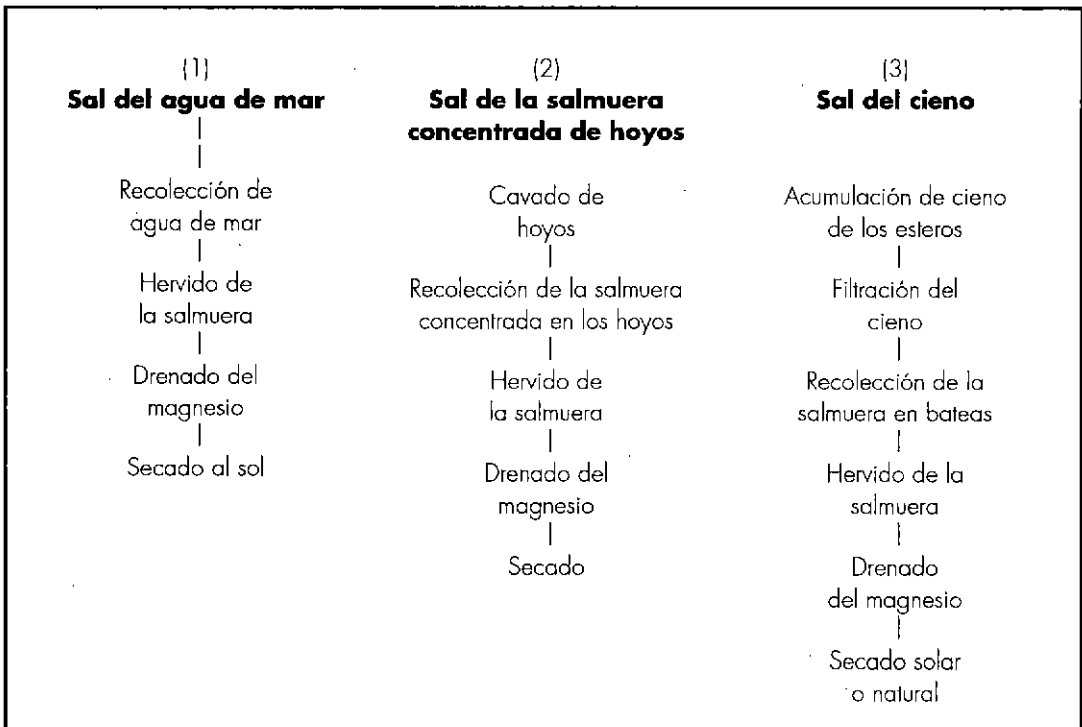 (1)
Sal del agua de mar
Recolección de
agua de mar
Hervido de
la salmuera
Drenado del
magnesio
Secado al sol
(2)
Sal de la salmuera
concentrada de hoyos
Cavado de
hoyos
Recolección de la salmuera
concentrada en los hoyos
Hervido de
la salmuera
Drenado del
magnesio
Secado
(3)
Sal del cieno
Acumulación de cieno
de los esteros
Filtración del
cieno
Recolección de la
salmuera en bateas
Hervido de la
salmuera
Drenado
del magnesio
Secado solar
o natural